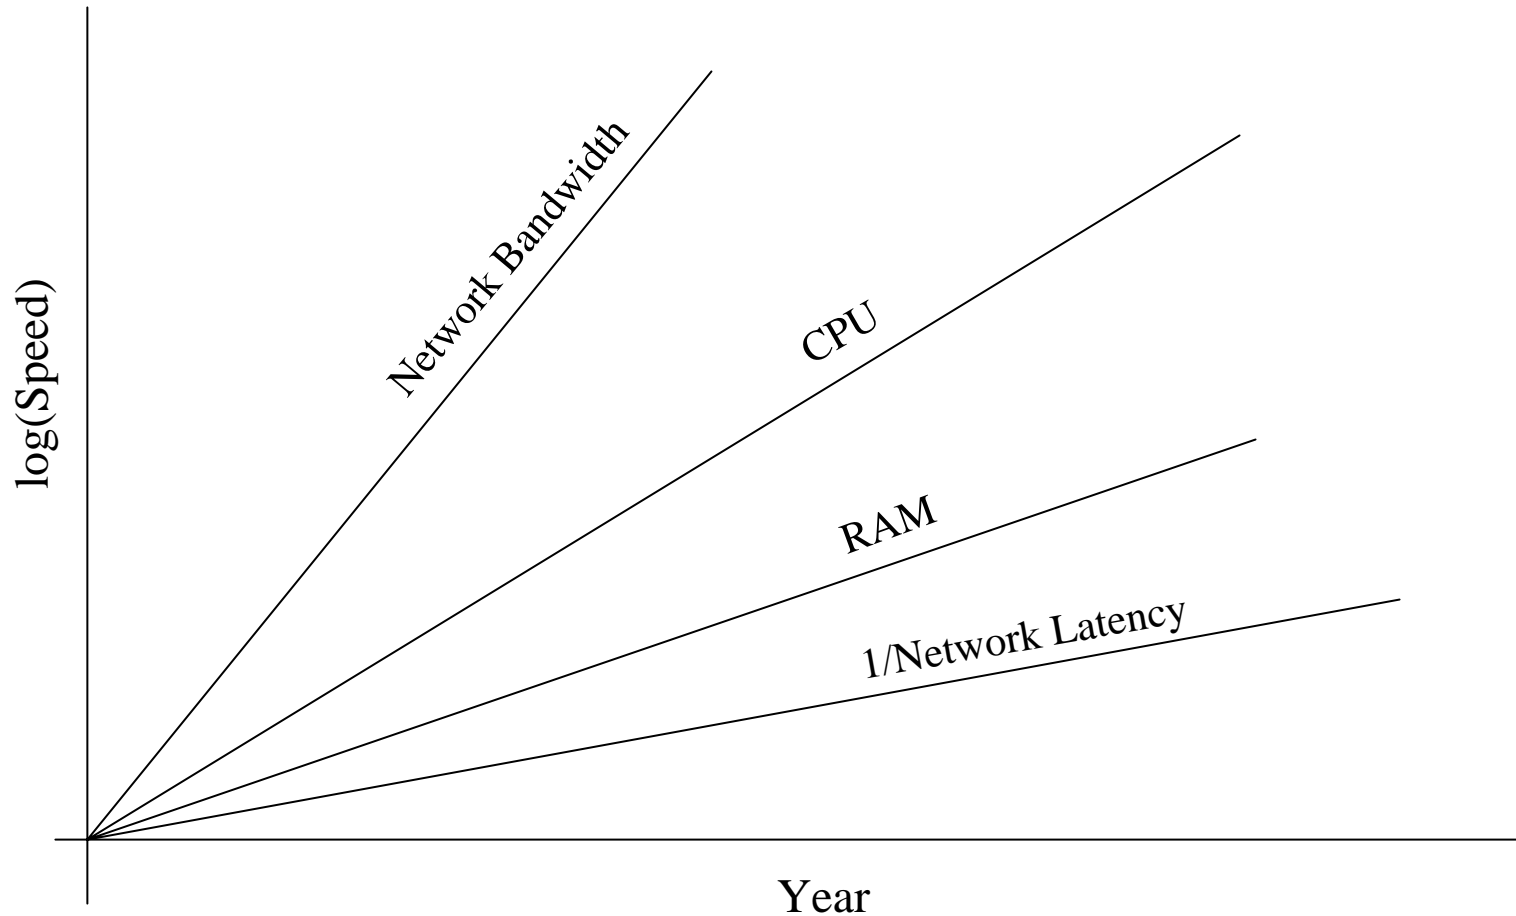 Network Bandwidth
CPU
log(Speed)
RAM
1/Network Latency
Year